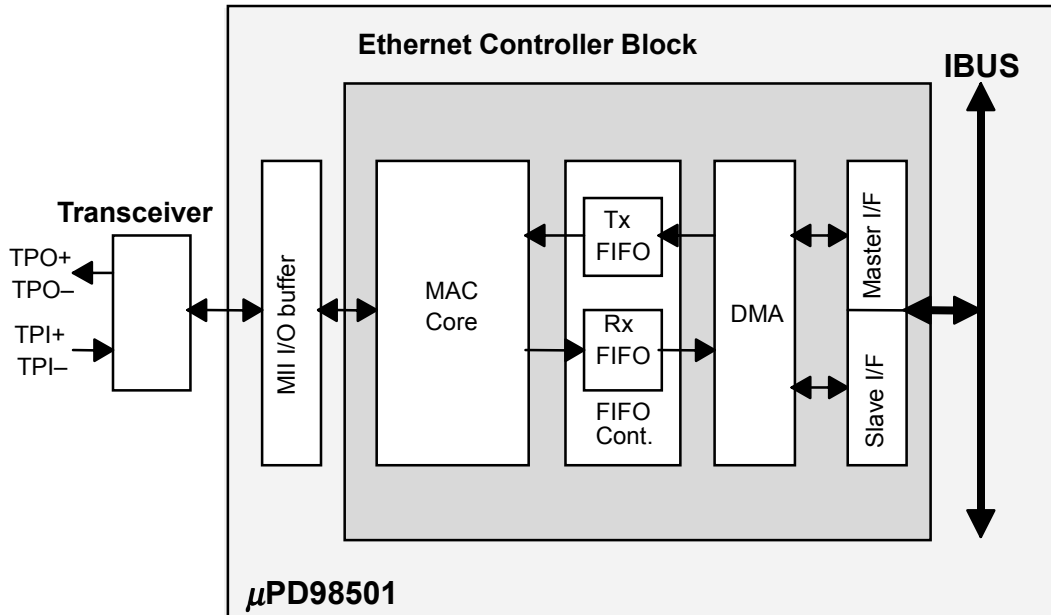 Ethernet Controller Block
IBUS
Transceiver
TPO+
TPO–
TPI+
TPI–
MII I/O buffer
MAC
Core
Tx
FIFO
Rx
FIFO
FIFO
Cont.
DMA
Master I/F
Slave I/F
µPD98501